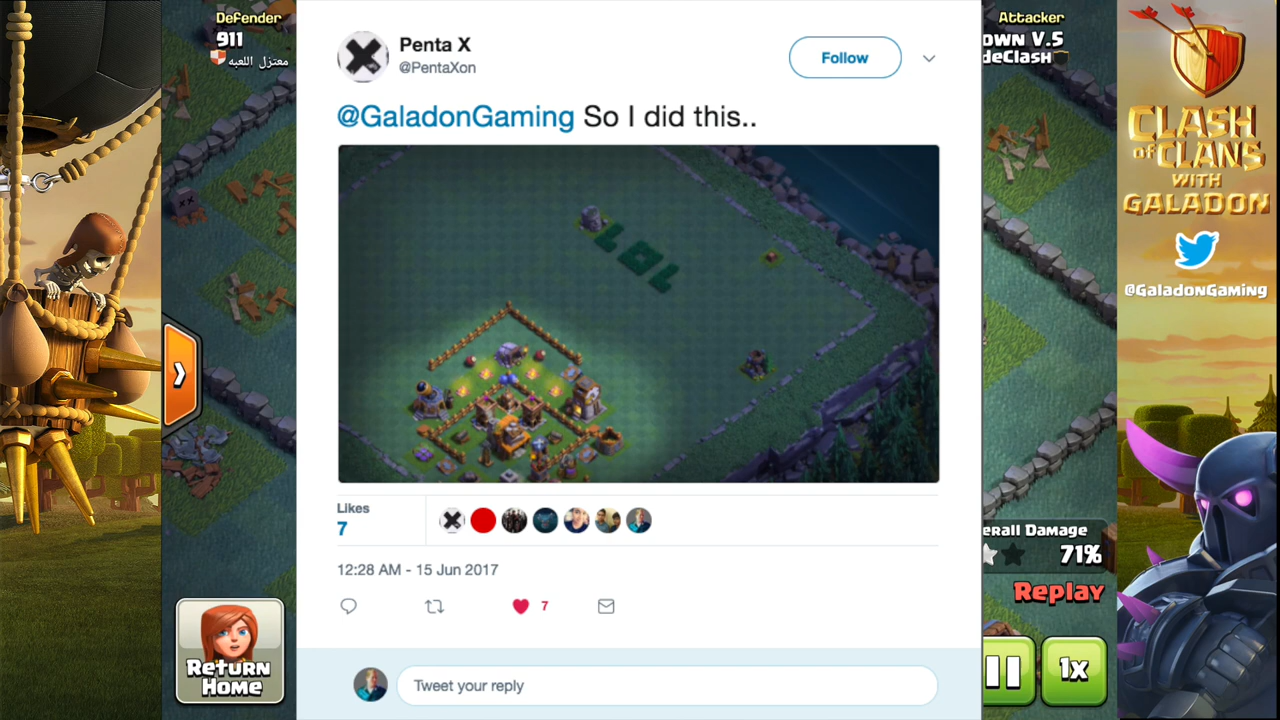 Defender
911
معتزل اللعبه
Return
Home
Penta X
@PentaXon
Follow
@GaladonGaming So I did this..
LOL
Likes
7
12:28 AM - 15 Jun 2017
7
Tweet your reply
Attacker
OWN V.5
deClash
erall Damage
71%
Replay
1x
CLASH
OF CLANS
WITH
GALADON
@GaladonGaming